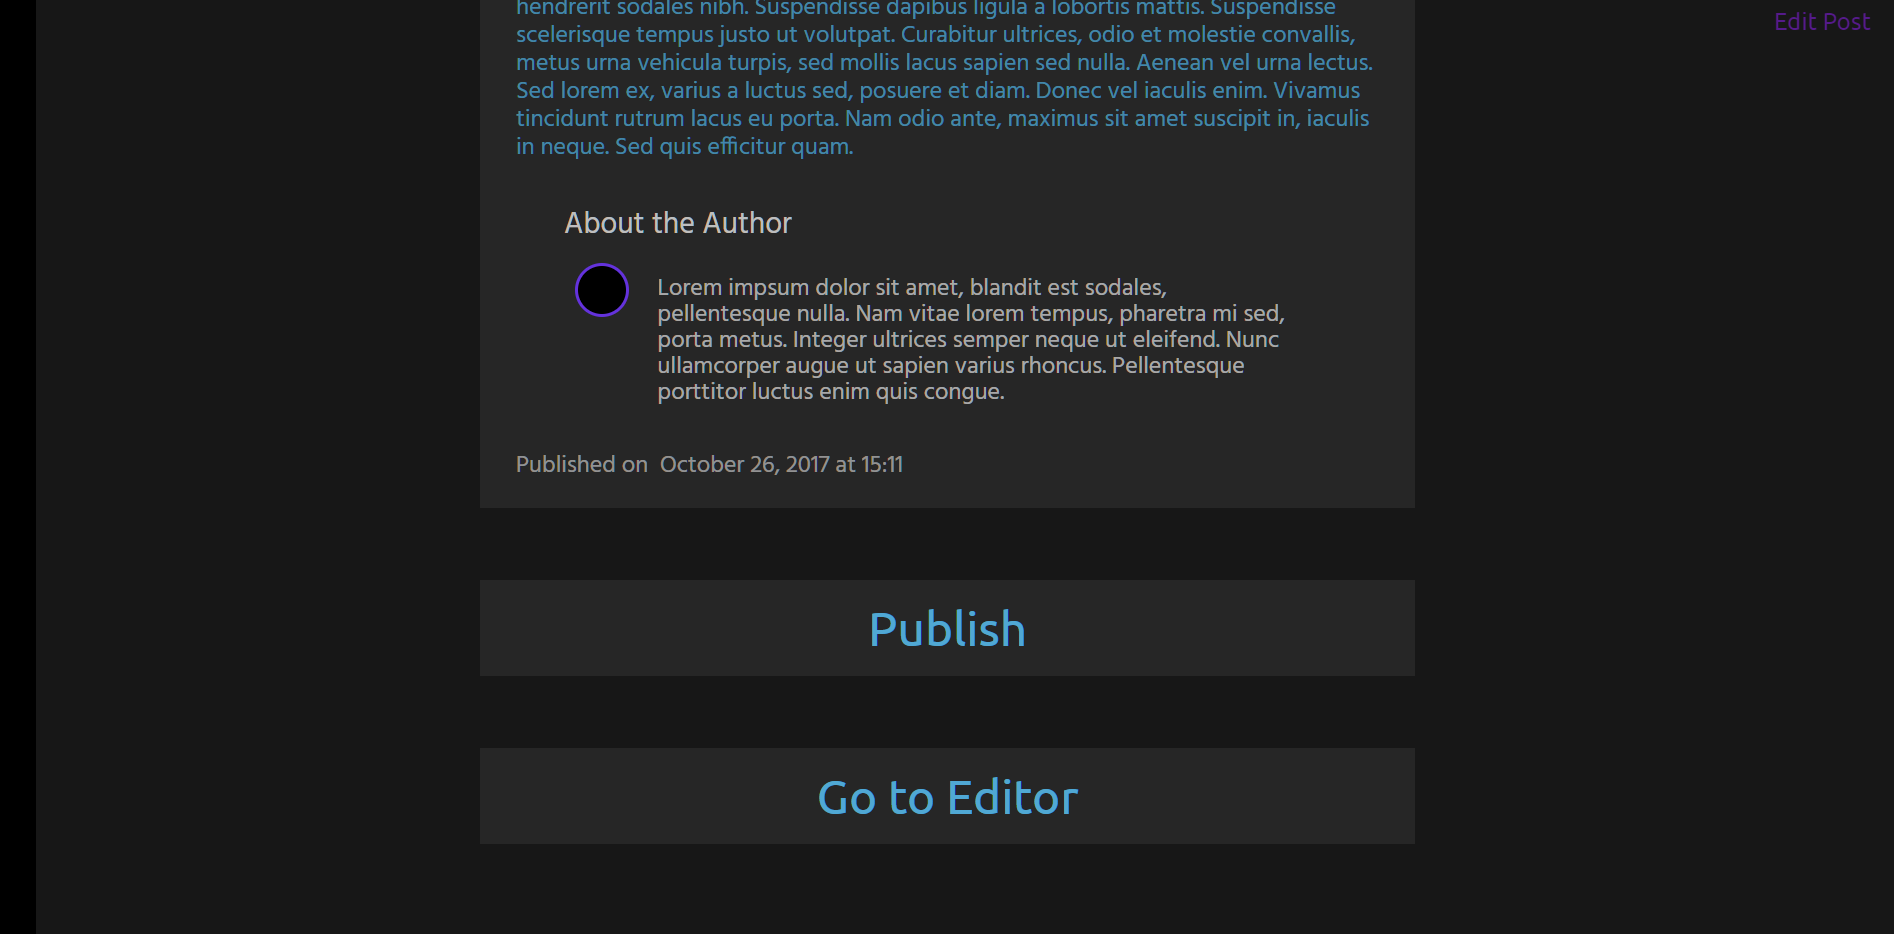 hendrerit sodales nibh. Suspendisse dapibus ligula a lobortis mattis. Suspendisse
scelerisque tempus justo ut volutpat. Curabitur ultrices, odio et molestie convallis,
metus urna vehicula turpis, sed mollis lacus sapien sed nulla. Aenean vel urna lectus.
Sed lorem ex, varius a luctus sed, posuere et diam. Donec vel iaculis enim. Vivamus
tincidunt rutrum lacus eu porta. Nam odio ante, maximus sit amet suscipit in, iaculis
in neque. Sed quis efficitur quam.
Edit Post
About the Author
Lorem impsum dolor sit amet, blandit est sodales,
pellentesque nulla. Nam vitae lorem tempus, pharetra mi sed,
porta metus. Integer ultrices semper neque ut eleifend. Nunc
ullamcorper augue ut sapien varius rhoncus. Pellentesque
porttitor luctus enim quis congue.
Published on October 26, 2017 at 15:11
Publish
Go to Editor